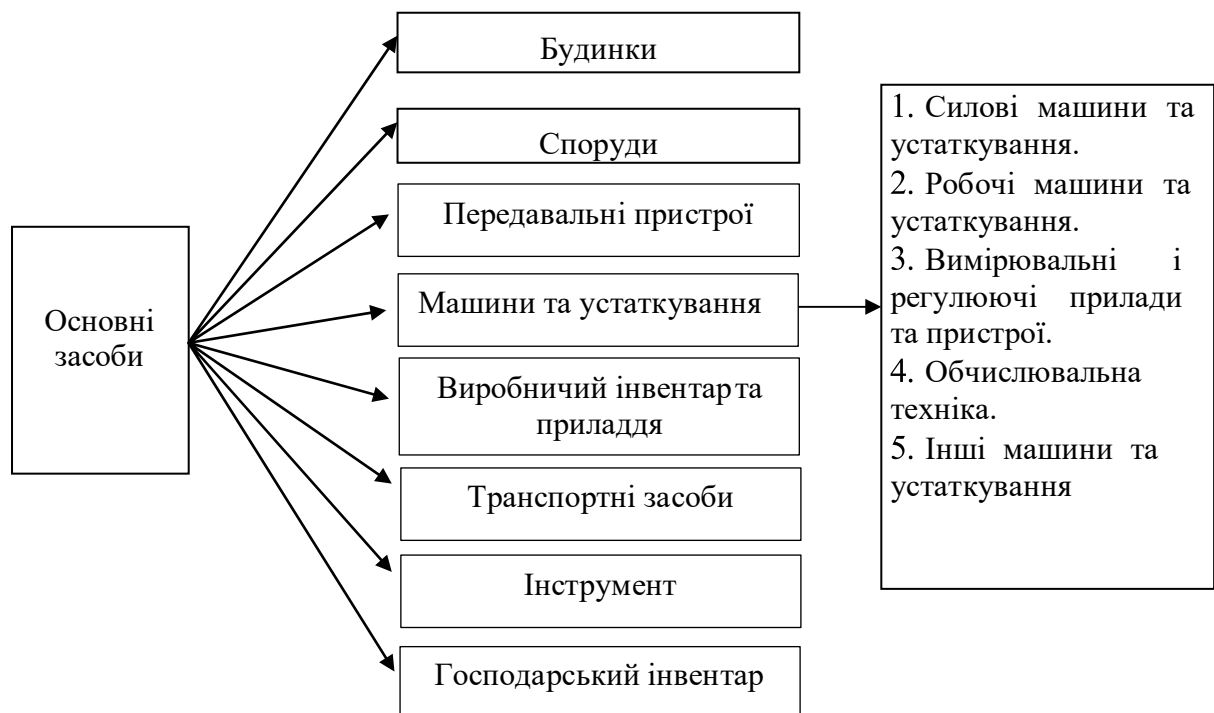 Основні
засоби
Будинки
Споруди
Передавальні пристрої
Машини та устаткування
Виробничий інвентар та
приладдя
Транспортні засоби
Інструмент
Господарський інвентар
1. Силові машини та
устаткування.
2. Робочі машини та
устаткування.
3. Вимірювальні і
регулюючі прилади
та пристрої.
4. Обчислювальна
техніка.
5. Інші машини та
устаткування